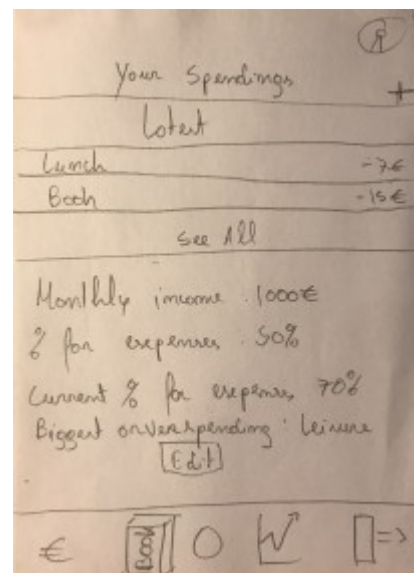 Your Spendings
+
Latest
Lunch -7€
Book -15€
See All
Monthly income : 1000€
% for expenses : 50%
Current % for expenses 70%
Biggest onverspending : Leisure
Edit
€ BOOK